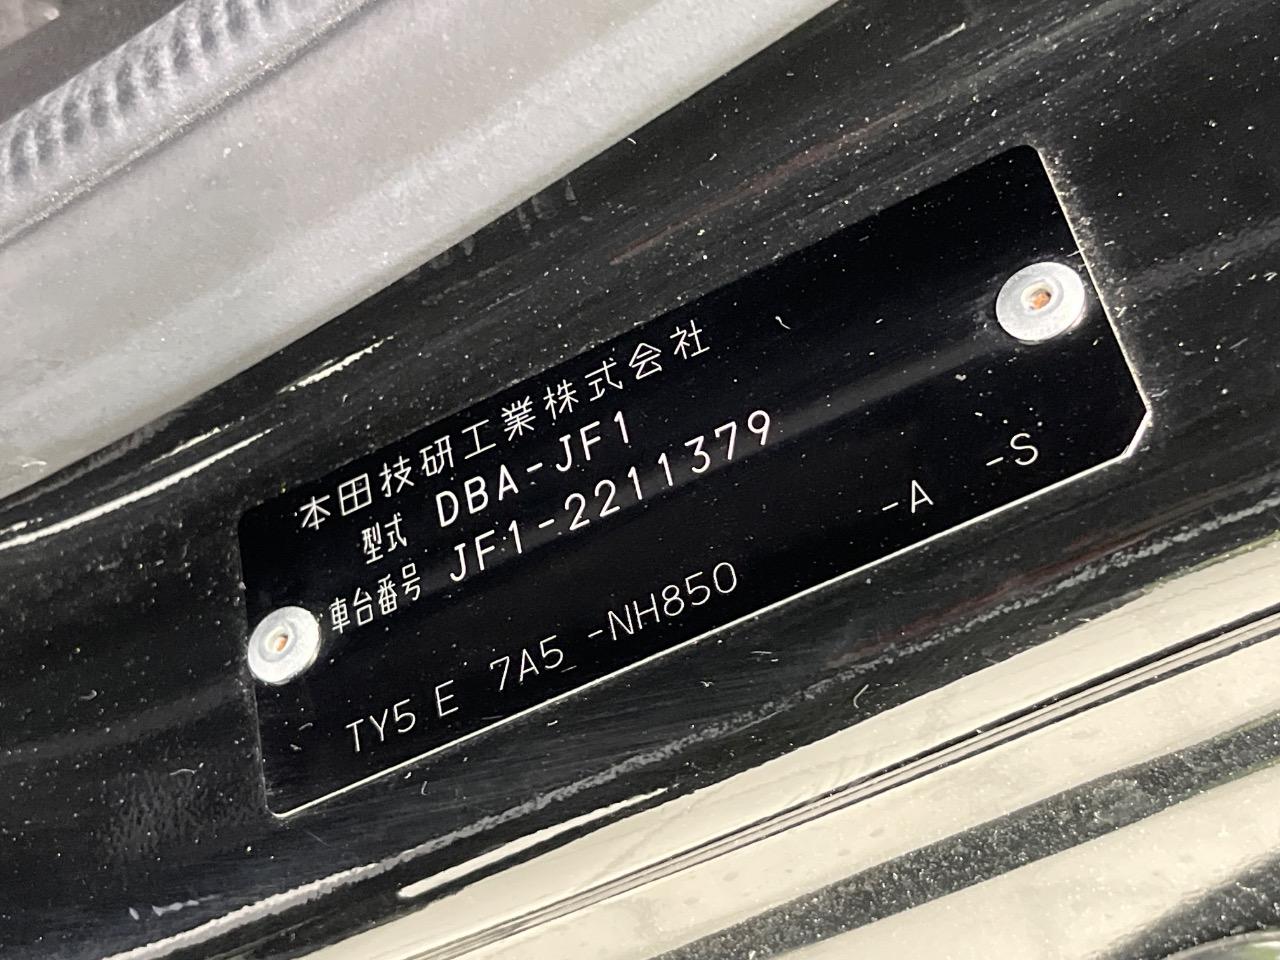 本田技研工業株式会社
型式 DBA-JF1
車台番号 JF1-2211379
TY5 E 7A5 -NH850 -A -S